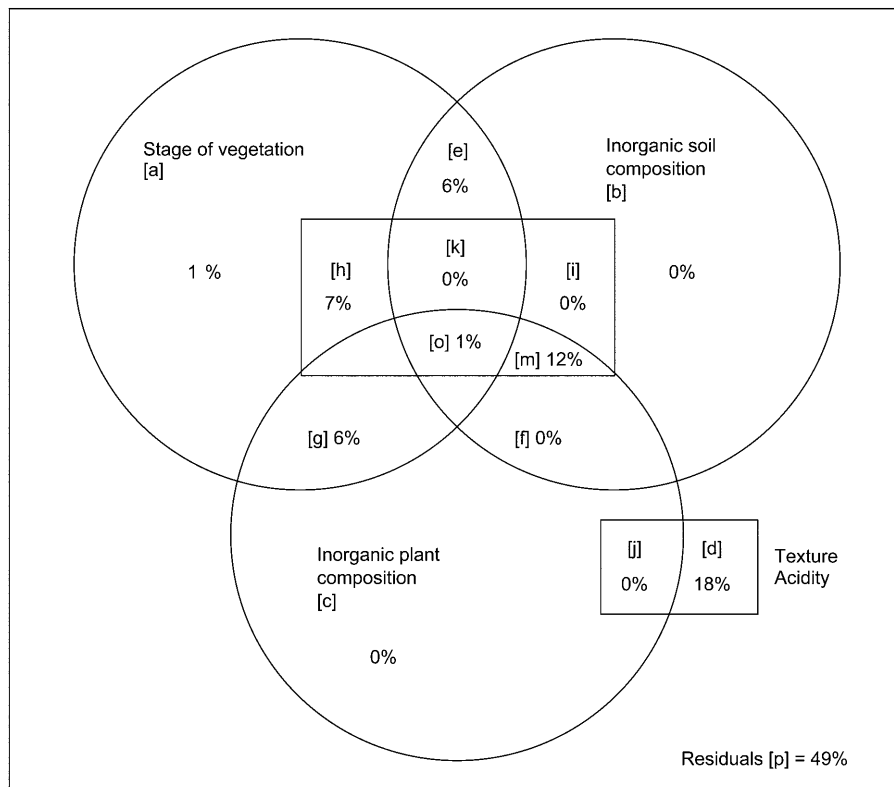 Stage of vegetation
[a]
1 %
[e]
6%
Inorganic soil
composition
[b]
0%
[h]
7%
[k]
0%
[i]
0%
[o] 1%
[m] 12%
[g] 6%
[f] 0%
Inorganic plant
composition
[c]
0%
[j]
0%
[d]
18%
Texture
Acidity
Residuals [p] = 49%